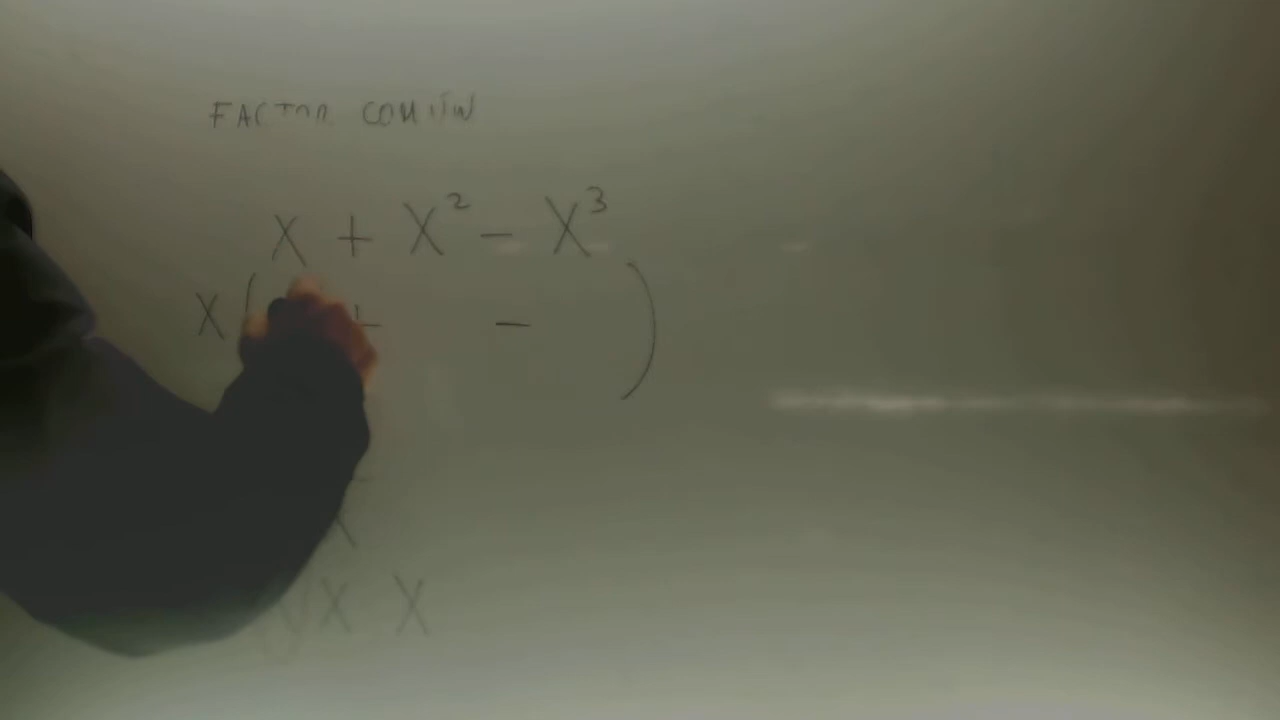 FACTOR COMÚN
X + X² - X³
X ( + - )
X
X X X